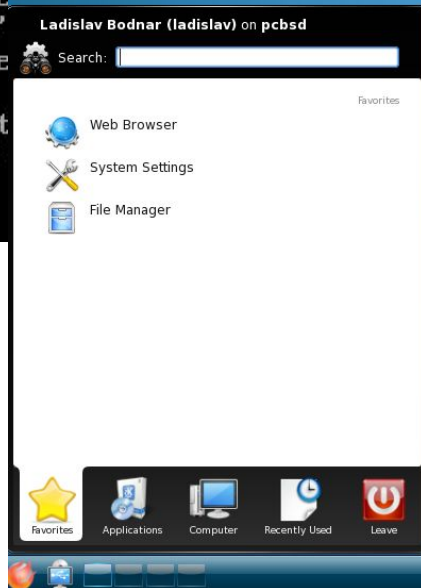 Ladislav Bodnar (ladislav) on pcbsd
Search:
Favorites
Web Browser
System Settings
File Manager
Favorites Applications Computer Recently Used Leave